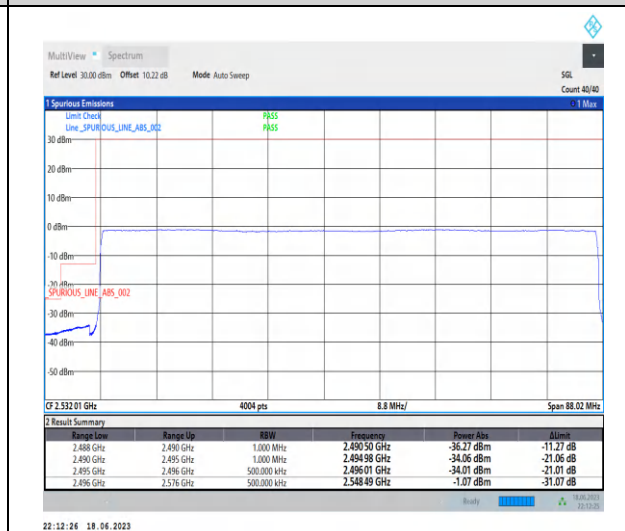 MultiView Spectrum
Ref Level 30.00 dBm Offset 10.22 dB Mode Auto Sweep SGL
Count 40/40
1 Spurious Emissions 1 Max
Limit Check PASS
Line _SPURIOUS_LINE_ABS_002 PASS
30 dBm
20 dBm
10 dBm
0 dBm
-10 dBm
-20 dBm
SPURIOUS_LINE_ABS_002
-30 dBm
-40 dBm
-50 dBm
CF 2.532 01 GHz 4004 pts 8.8 MHz/ Span 88.02 MHz
2 Result Summary
Range Low Range Up RBW Frequency Power Abs ΔLimit
2.488 GHz 2.490 GHz 1.000 MHz 2.490 50 GHz -36.27 dBm -11.27 dB
2.490 GHz 2.495 GHz 1.000 MHz 2.494 98 GHz -34.06 dBm -21.06 dB
2.495 GHz 2.496 GHz 500.000 kHz 2.496 01 GHz -34.01 dBm -21.01 dB
2.496 GHz 2.576 GHz 500.000 kHz 2.548 49 GHz -1.07 dBm -31.07 dB
Ready 18.06.2023
22:12:25
22:12:26 18.06.2023